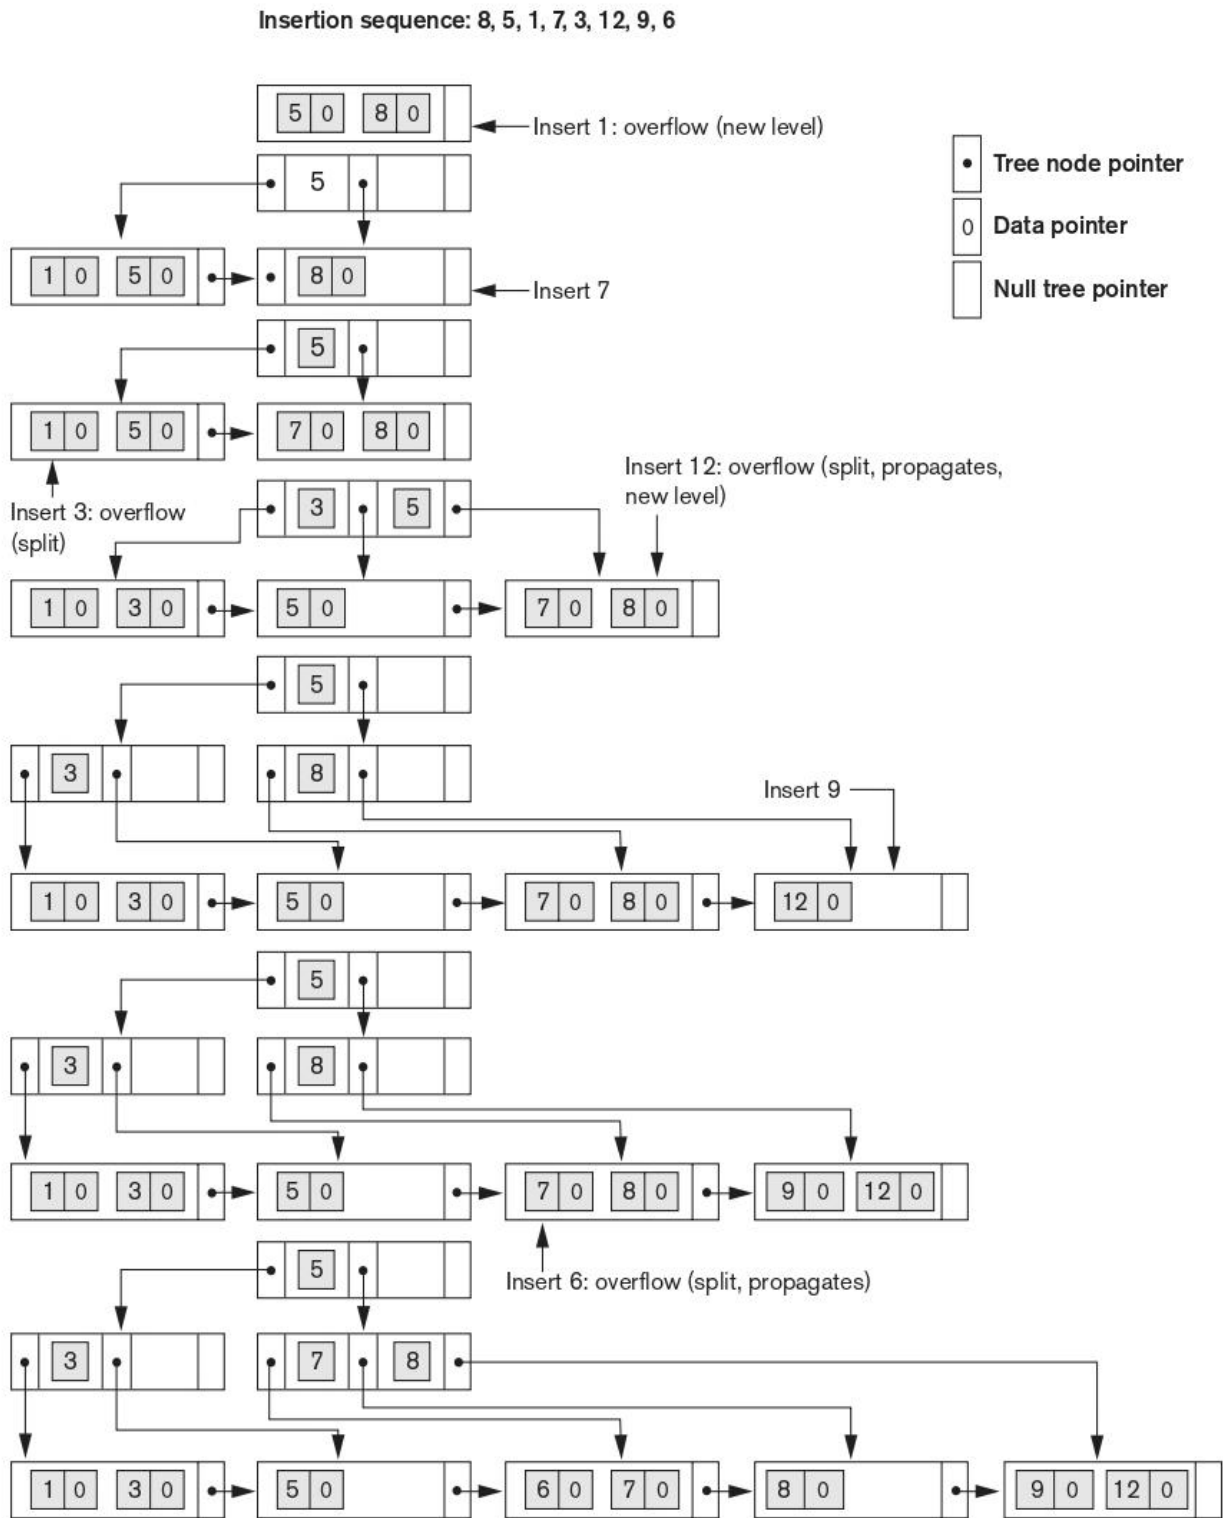 Insertion sequence: 8, 5, 1, 7, 3, 12, 9, 6
5 0 8 0
Insert 1: overflow (new level)
Tree node pointer
0 Data pointer
Null tree pointer
5
1 0 5 0
8 0
Insert 7
5
1 0 5 0
7 0 8 0
Insert 3: overflow
(split)
Insert 12: overflow (split, propagates,
new level)
3 5
1 0 3 0
5 0
7 0 8 0
5
3
8
Insert 9
1 0 3 0
5 0
7 0 8 0
12 0
5
3
8
1 0 3 0
5 0
7 0 8 0
9 0 12 0
Insert 6: overflow (split, propagates)
5
3
7 8
1 0 3 0
5 0
6 0 7 0
8 0
9 0 12 0